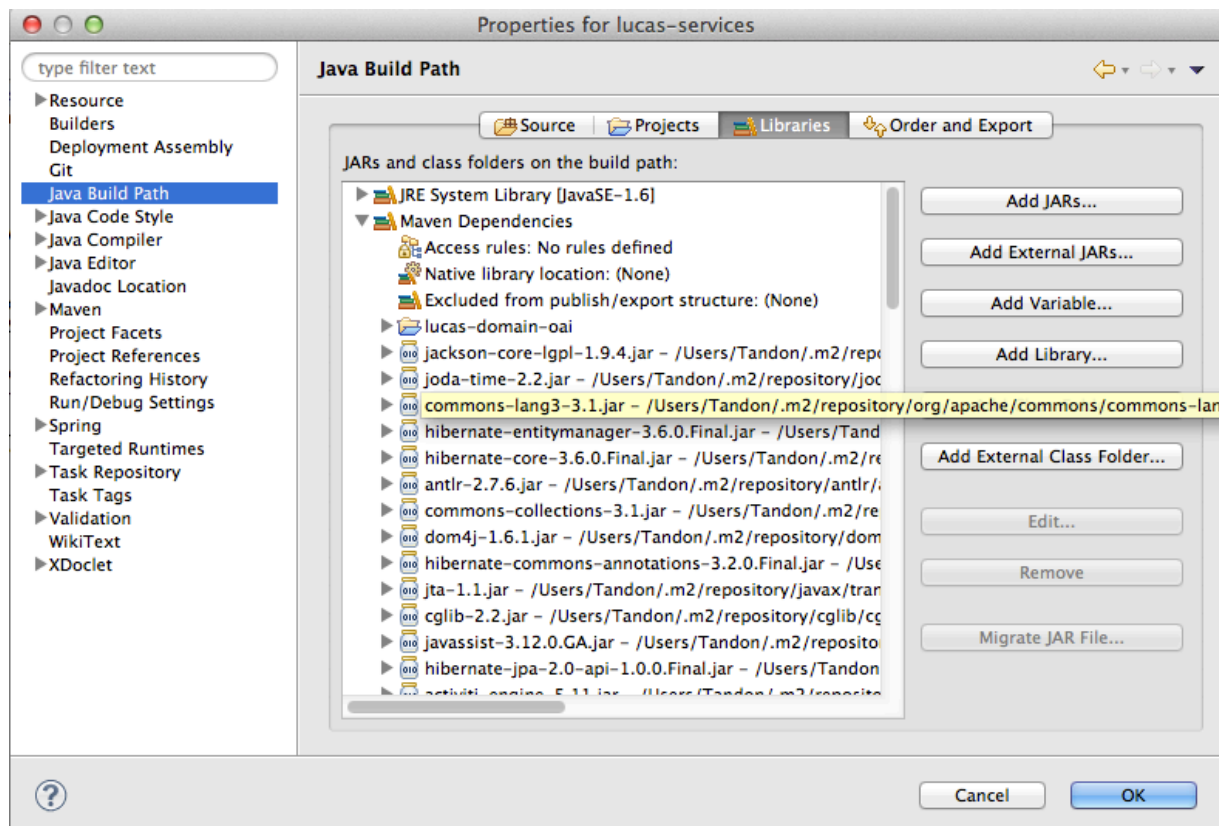 Properties for lucas-services
type filter text
Resource
Builders
Deployment Assembly
Git
Java Build Path
Java Code Style
Java Compiler
Java Editor
Javadoc Location
Maven
Project Facets
Project References
Refactoring History
Run/Debug Settings
Spring
Targeted Runtimes
Task Repository
Task Tags
Validation
WikiText
XDoclet
Java Build Path
Source
Projects
Libraries
Order and Export
JARs and class folders on the build path:
JRE System Library [JavaSE-1.6]
Maven Dependencies
Access rules: No rules defined
Native library location: (None)
Excluded from publish/export structure: (None)
lucas-domain-oai
jackson-core-lgpl-1.9.4.jar - /Users/Tandon/.m2/repo
joda-time-2.2.jar - /Users/Tandon/.m2/repository/joc
commons-lang3-3.1.jar - /Users/Tandon/.m2/repository/org/apache/commons/commons-lan
hibernate-entitymanager-3.6.0.Final.jar - /Users/Tand
hibernate-core-3.6.0.Final.jar - /Users/Tandon/.m2/re
antlr-2.7.6.jar - /Users/Tandon/.m2/repository/antlr/
commons-collections-3.1.jar - /Users/Tandon/.m2/re
dom4j-1.6.1.jar - /Users/Tandon/.m2/repository/dom
hibernate-commons-annotations-3.2.0.Final.jar - /Use
jta-1.1.jar - /Users/Tandon/.m2/repository/javax/tran
cglib-2.2.jar - /Users/Tandon/.m2/repository/cglib/cg
javassist-3.12.0.GA.jar - /Users/Tandon/.m2/reposito
hibernate-jpa-2.0-api-1.0.0.Final.jar - /Users/Tandon
activiti-engine-5.11.jar - /Users/Tandon/.m2/reposito
Add JARs...
Add External JARs...
Add Variable...
Add Library...
Add External Class Folder...
Edit...
Remove
Migrate JAR File...
?
Cancel
OK